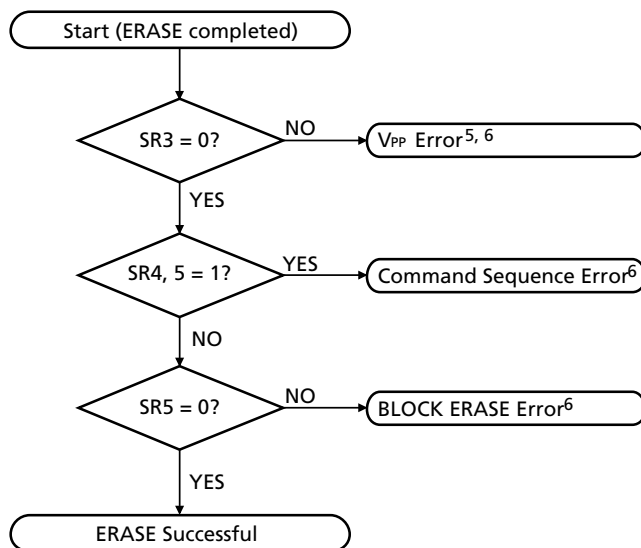 Start (ERASE completed)
SR3 = 0?
NO
VPP Error5, 6
YES
SR4, 5 = 1?
YES
Command Sequence Error6
NO
SR5 = 0?
NO
BLOCK ERASE Error6
YES
ERASE Successful